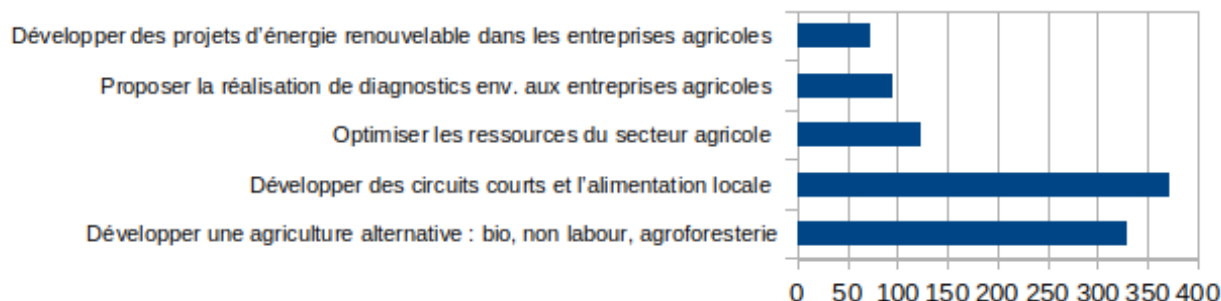 Développer des projets d'énergie renouvelable dans les entreprises agricoles
Proposer la réalisation de diagnostics env. aux entreprises agricoles
Optimiser les ressources du secteur agricole
Développer des circuits courts et l'alimentation locale
Développer une agriculture alternative : bio, non labour, agroforesterie
0 50 100 150 200 250 300 350 400